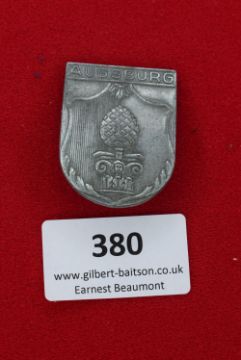 AUGSBURG
380
www.gilbert-baitson.co.uk
Earnest Beaumont